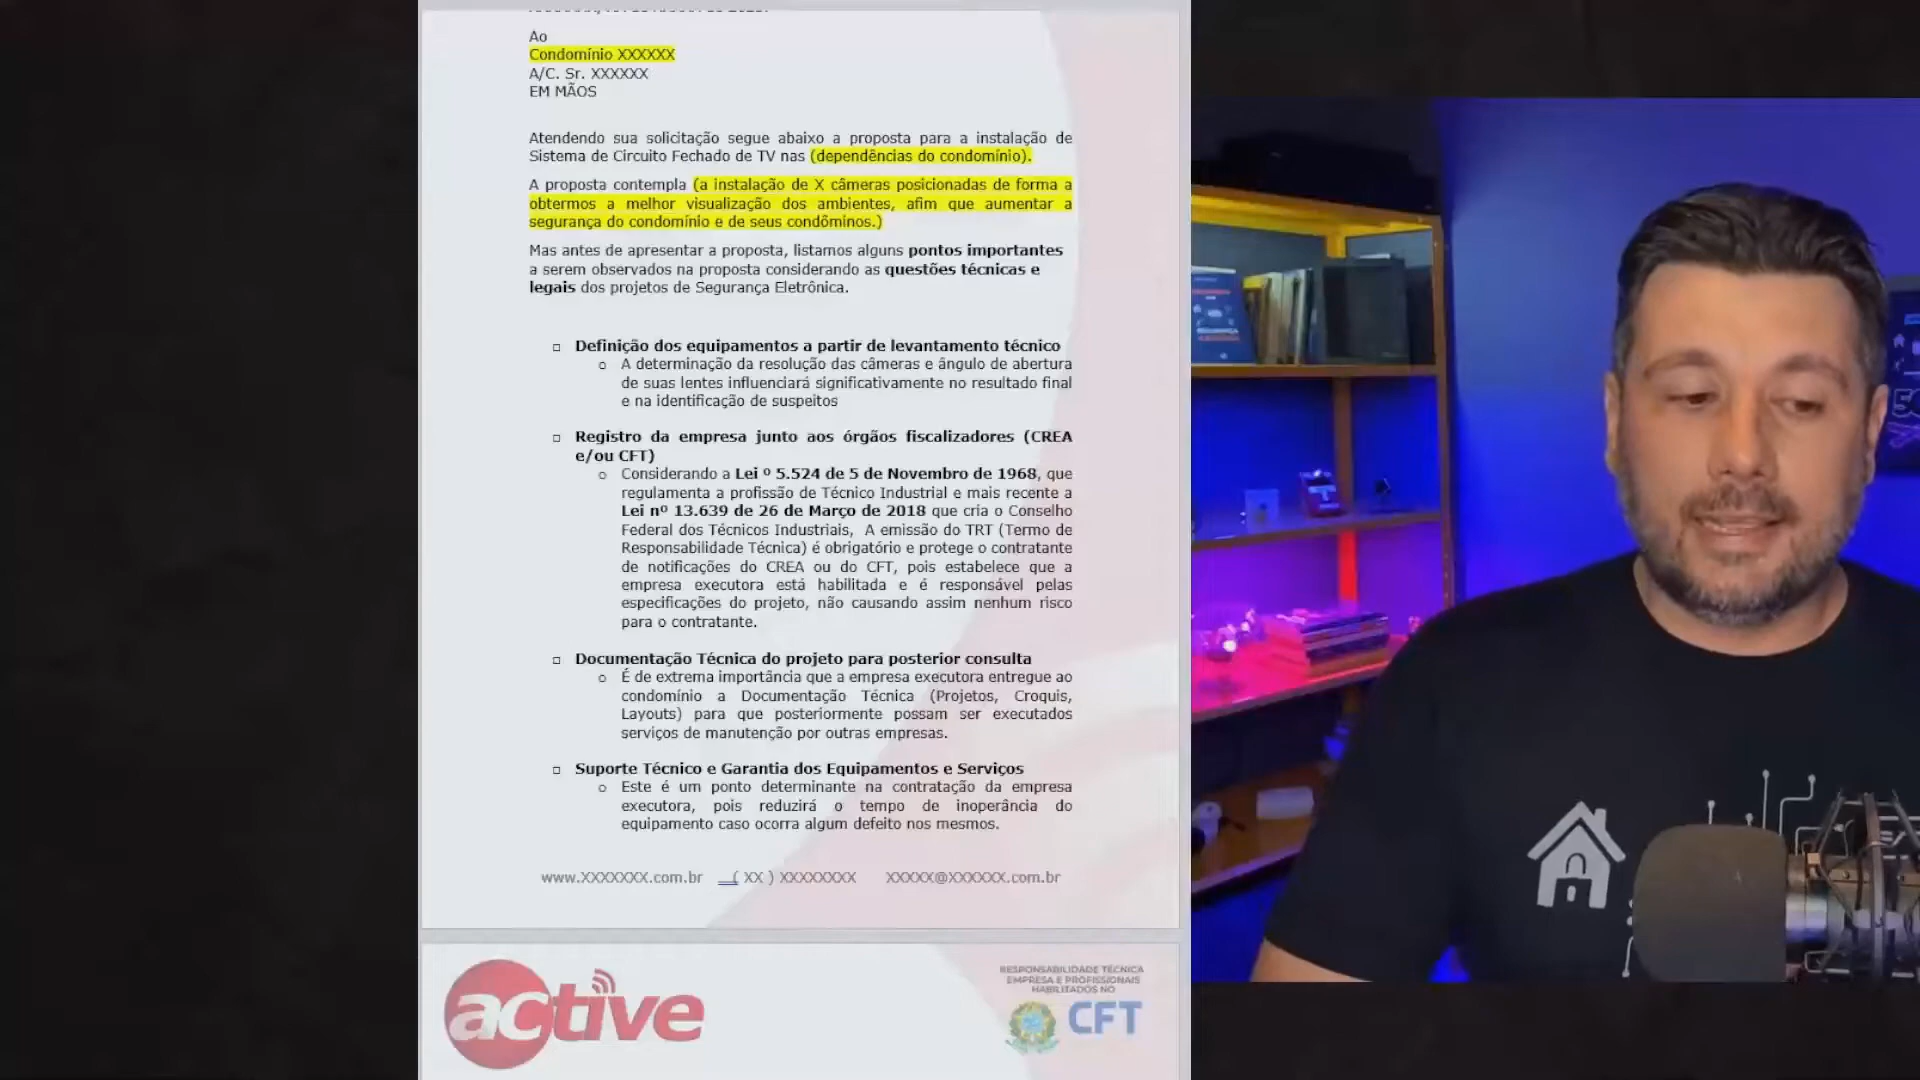 Ao
Condomínio XXXXXX
A/C. Sr. XXXXXX
EM MÃOS
Atendendo sua solicitação segue abaixo a proposta para a instalação de
Sistema de Circuito Fechado de TV nas (dependências do condomínio).
A proposta contempla (a instalação de X câmeras posicionadas de forma a
obtermos a melhor visualização dos ambientes, afim que aumentar a
segurança do condomínio e de seus condôminos.)
Mas antes de apresentar a proposta, listamos alguns pontos importantes
a serem observados na proposta considerando as questões técnicas e
legais dos projetos de Segurança Eletrônica.
Definição dos equipamentos a partir de levantamento técnico
A determinação da resolução das câmeras e ângulo de abertura
de suas lentes influenciará significativamente no resultado final
e na identificação de suspeitos
Registro da empresa junto aos órgãos fiscalizadores (CREA
e/ou CFT)
Considerando a Lei º 5.524 de 5 de Novembro de 1968, que
regulamenta a profissão de Técnico Industrial e mais recente a
Lei nº 13.639 de 26 de Março de 2018 que cria o Conselho
Federal dos Técnicos Industriais, A emissão do TRT (Termo de
Responsabilidade Técnica) é obrigatório e protege o contratante
de notificações do CREA ou do CFT, pois estabelece que a
empresa executora está habilitada e é responsável pelas
especificações do projeto, não causando assim nenhum risco
para o contratante.
Documentação Técnica do projeto para posterior consulta
É de extrema importância que a empresa executora entregue ao
condomínio a Documentação Técnica (Projetos, Croquis,
Layouts) para que posteriormente possam ser executados
serviços de manutenção por outras empresas.
Suporte Técnico e Garantia dos Equipamentos e Serviços
Este é um ponto determinante na contratação da empresa
executora, pois reduzirá o tempo de inoperância do
equipamento caso ocorra algum defeito nos mesmos.
www.XXXXXXX.com.br __( XX ) XXXXXXXX XXXXX@XXXXXX.com.br
active
RESPONSABILIDADE TÉCNICA
EMPRESA E PROFISSIONAIS
HABILITADOS NO
CFT